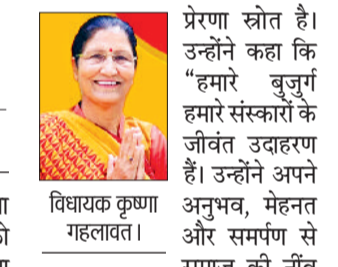 विधायक कृष्णा
गहलावत।
प्रेरणा स्रोत है।
उन्होंने कहा कि
“हमारे बुजुर्ग
हमारे संस्कारों के
जीवंत उदाहरण
हैं। उन्होंने अपने
अनुभव, मेहनत
और समर्पण से